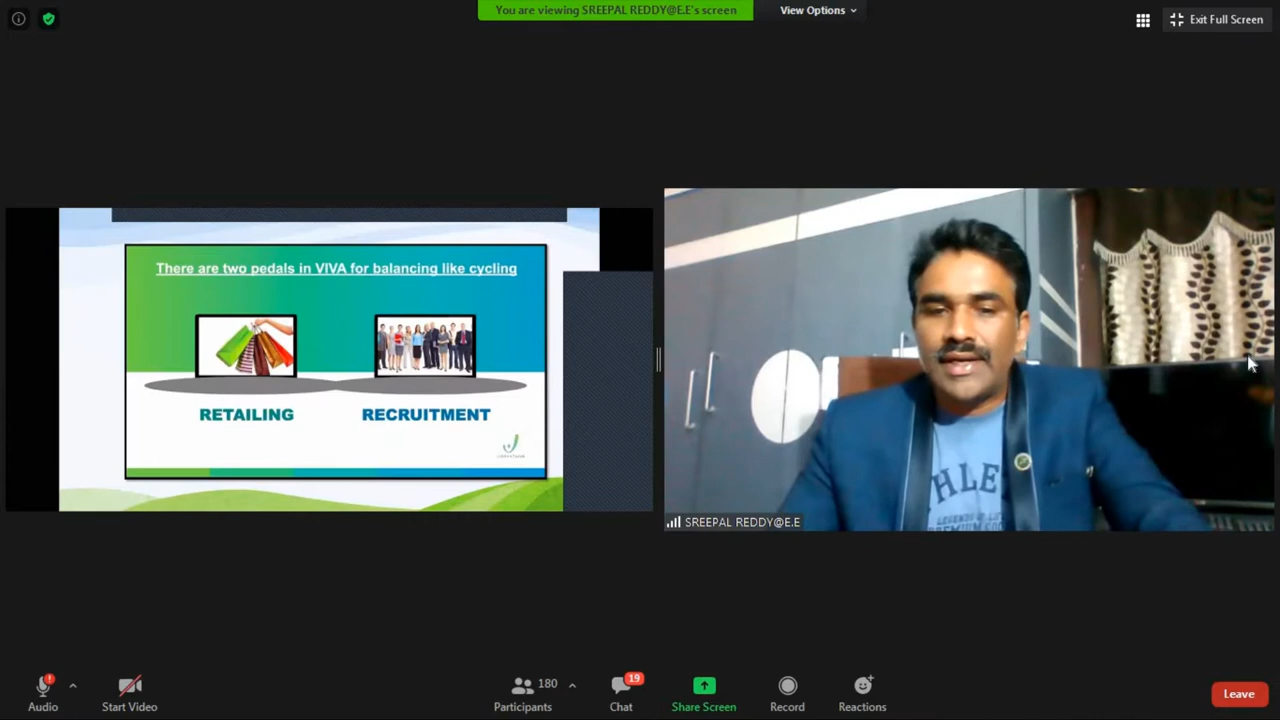 You are viewing SREEPAL REDDY@E.E's screen
View Options
Exit Full Screen
There are two pedals in VIVA for balancing like cycling
RETAILING
RECRUITMENT
HLE
SREEPAL REDDY@E.E
180
19
Audio
Start Video
Participants
Chat
Share Screen
Record
Reactions
Leave